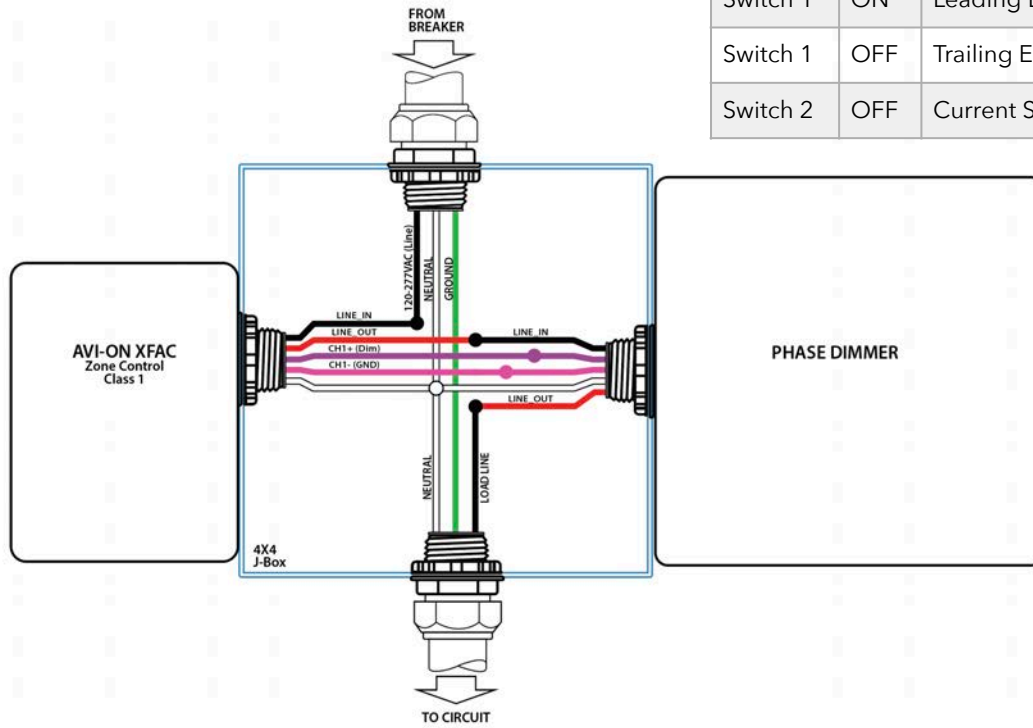 FROM
BREAKER
Switch 1 ON Leading
Switch 1 OFF Trailing E
Switch 2 OFF Current S
120-277VAC (Line)
NEUTRAL
GROUND
LINE_IN
LINE_OUT
CH1+ (Dim)
CH1- (GND)
LINE_IN
LINE_OUT
AVI-ON XFAC
Zone Control
Class 1
PHASE DIMMER
NEUTRAL
LOAD LINE
4X4
J-Box
TO CIRCUIT